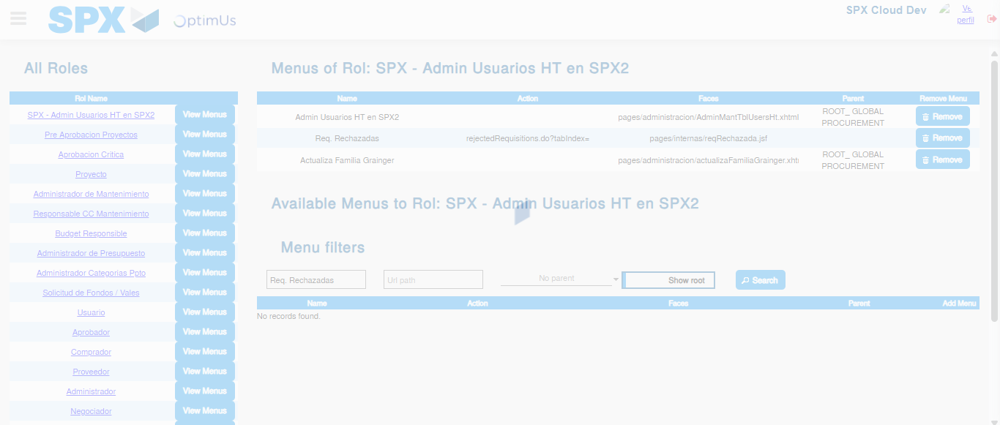 SPX OptimUs
SPX Cloud Dev
Ve
perfil
All Roles
Rol Name
SPX - Admin Usuarios HT en SPX2 View Menus
Pre Aprobacion Proyectos View Menus
Aprobacion Critica View Menus
Proyecto View Menus
Administrador de Mantenimiento View Menus
Responsable CC Mantenimiento View Menus
Budget Responsible View Menus
Administrador de Presupuesto View Menus
Administrador Categorias Ppto View Menus
Solicitud de Fondos / Vales View Menus
Usuario View Menus
Aprobador View Menus
Comprador View Menus
Proveedor View Menus
Administrador View Menus
Negociador View Menus
Menus of Rol: SPX - Admin Usuarios HT en SPX2
Name Action Faces Parent Remove Menu
Admin Usuarios HT en SPX2 pages/administracion/AdminMantTblUsersHt.xhtml ROOT_ GLOBAL PROCUREMENT Remove
Req. Rechazadas rejectedRequisitions.do?tabIndex= pages/internas/reqRechazada.jsf Remove
Actualiza Familia Grainger pages/administracion/actualizaFamiliaGrainger.xhtm ROOT_ GLOBAL PROCUREMENT Remove
Available Menus to Rol: SPX - Admin Usuarios HT en SPX2
Menu filters
Req. Rechazadas Url path No parent Show root Search
Name Action Faces Parent Add Menu
No records found.